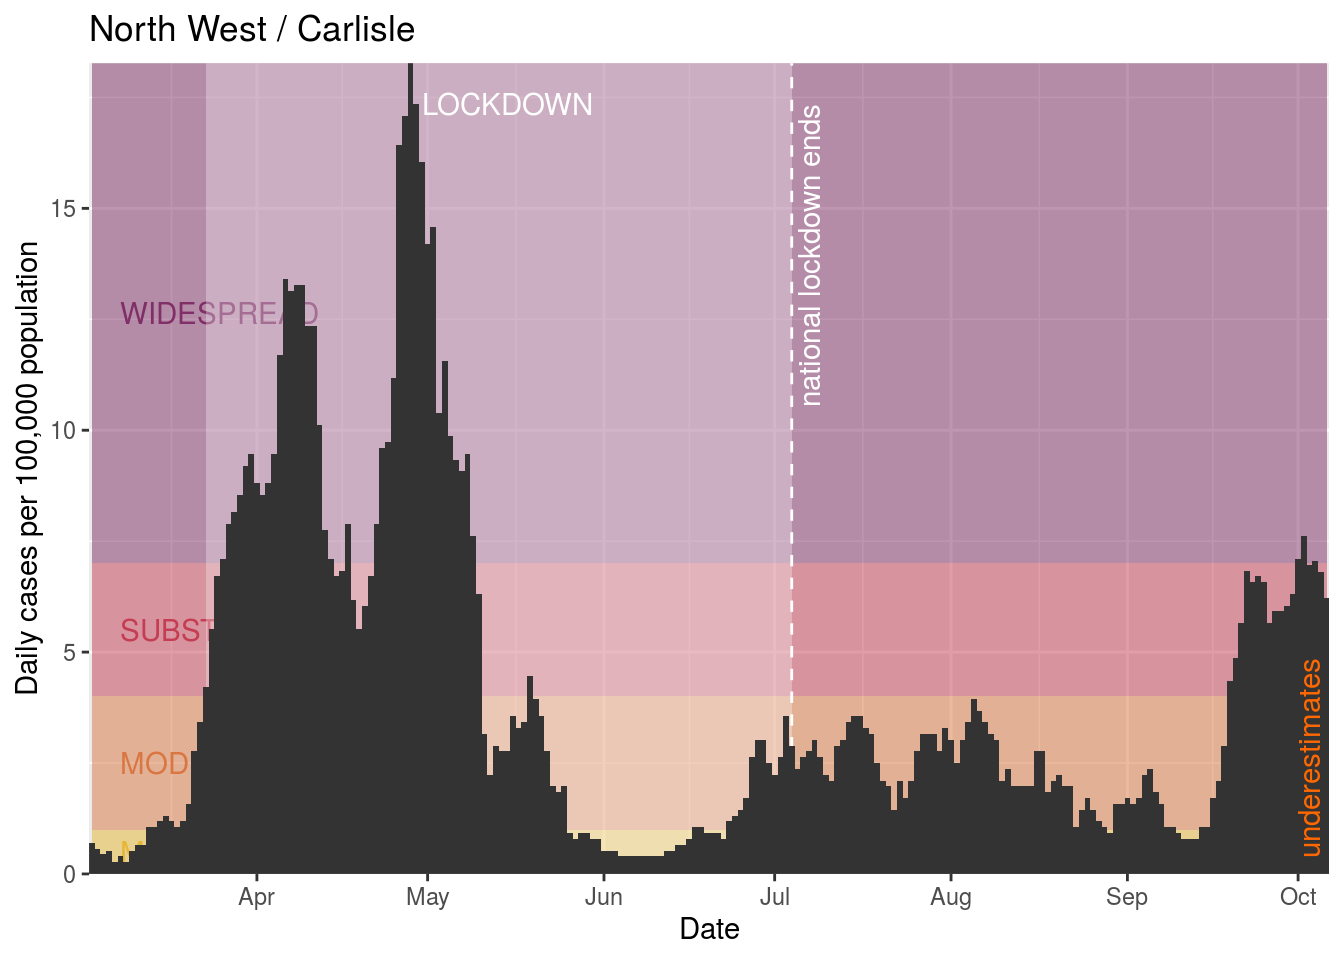 North West / Carlisle
LOCKDOWN
national lockdown ends
WIDESPREAD
SUBST
MOD
underestimates
Daily cases per 100,000 population
15
10
5
0
Apr
May
Jun
Jul
Aug
Sep
Oct
Date